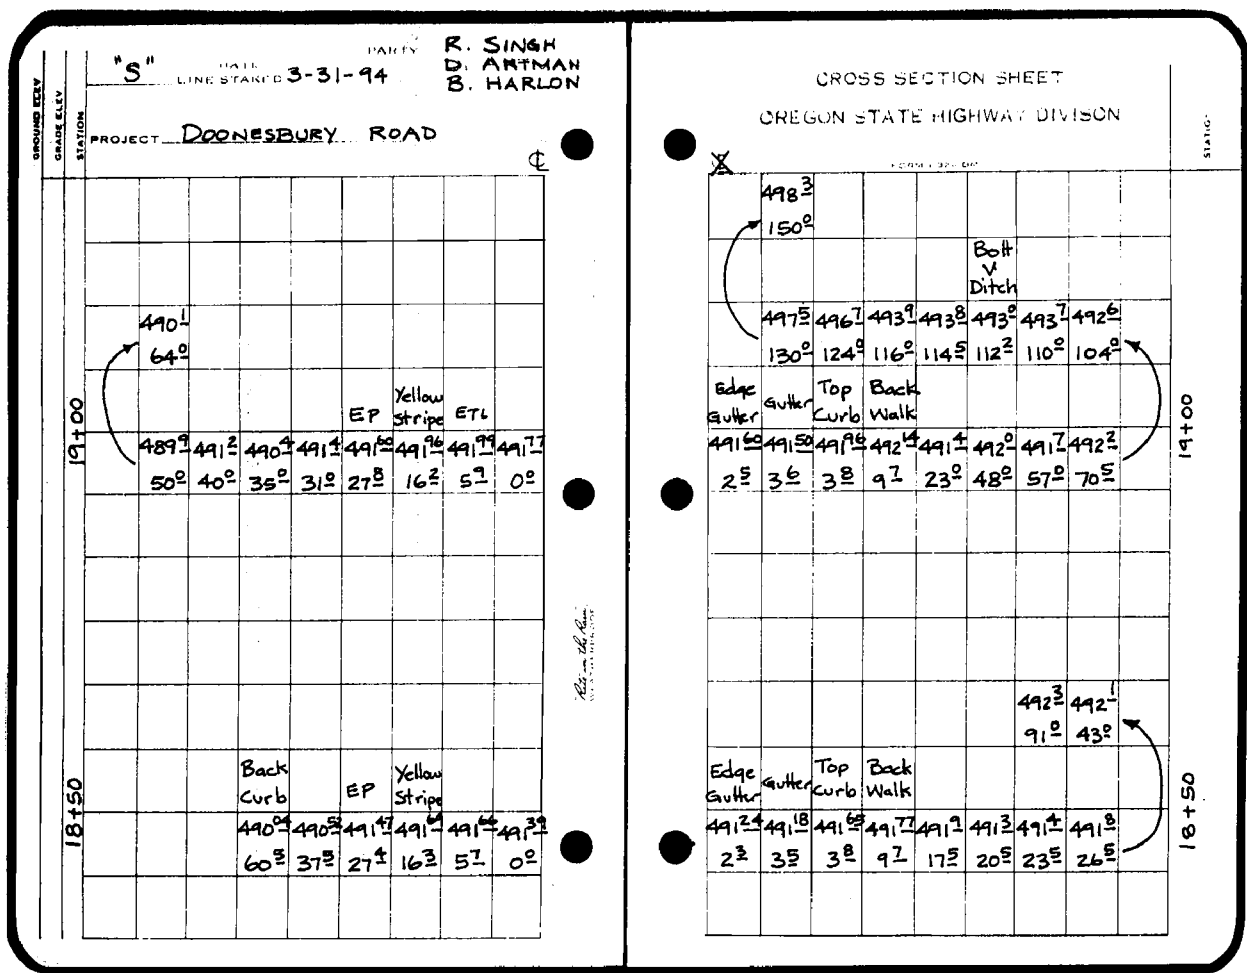 "S"
DATE
LINE STAKED 3-31-94
PARTY R. SINGH
D. ARTMAN
B. HARLON
PROJECT DOONESBURY ROAD
GROUND ELEV
GRADE ELEV
STATION
℄
490.1
64.0
Yellow
EP Stripe ETL
19+00
489.9 491.2 490.4 491.4 491.60 491.96 491.99 491.77
50.0 40.0 35.0 31.0 27.8 16.2 5.9 0.0
Back Yellow
Curb EP Stripe
18+50
490.04 490.52 491.47 491.64 491.66 491.39
60.5 37.5 27.4 16.3 5.7 0.0
Rite in the Rain
CROSS SECTION SHEET
OREGON STATE HIGHWAY DIVISON
498.3
150.0
Bott
V
Ditch
497.5 496.7 493.9 493.8 493.0 493.7 492.6
130.0 124.0 116.0 114.5 112.2 110.0 104.0
Edge Gutter Top Back
Gutter Curb Walk
491.60 491.50 491.96 492.14 491.4 492.0 491.7 492.2
2.5 3.6 3.8 9.7 23.0 48.0 57.0 70.5
19+00
492.3 492.1
91.0 43.0
Edge Gutter Top Back
Gutter Curb Walk
491.24 491.18 491.65 491.77 491.9 491.3 491.4 491.8
2.3 3.5 3.8 9.7 17.5 20.5 23.5 26.5
18+50